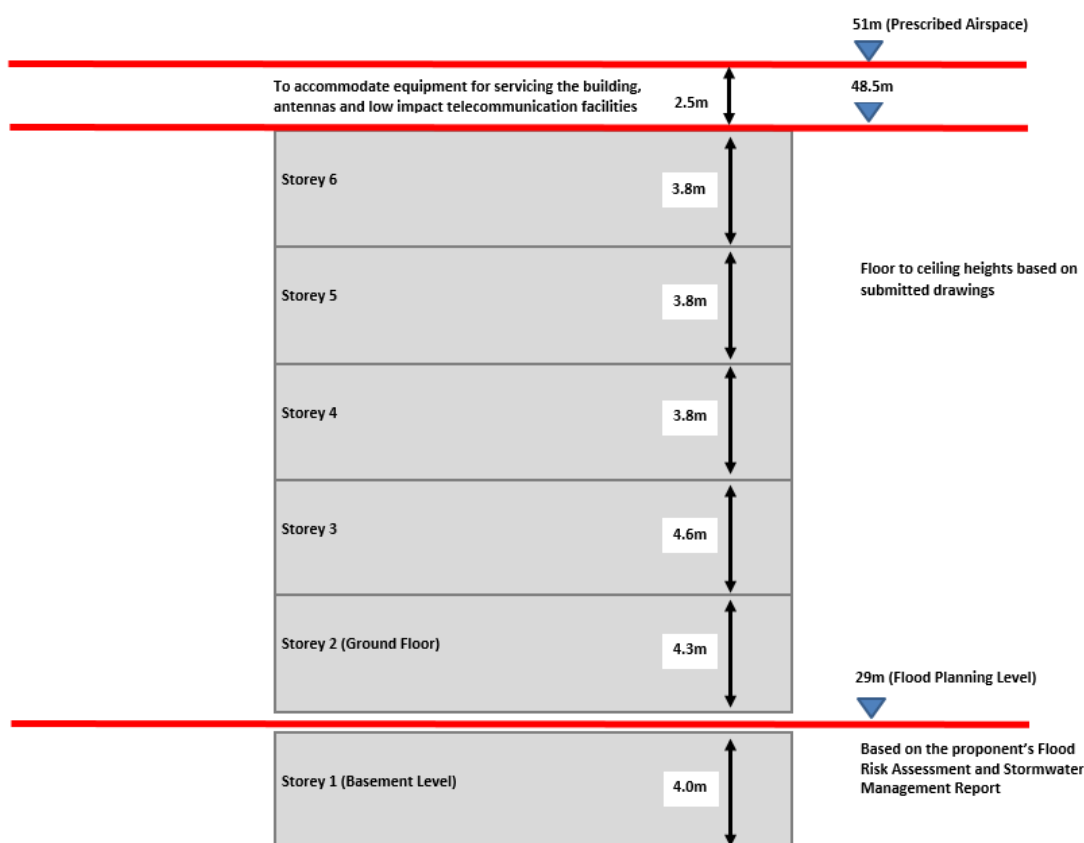 51m (Prescribed Airspace)
To accommodate equipment for servicing the building,
antennas and low impact telecommunication facilities
2.5m
48.5m
Storey 6
3.8m
Storey 5
3.8m
Floor to ceiling heights based on
submitted drawings
Storey 4
3.8m
Storey 3
4.6m
Storey 2 (Ground Floor)
4.3m
29m (Flood Planning Level)
Storey 1 (Basement Level)
4.0m
Based on the proponent's Flood
Risk Assessment and Stormwater
Management Report